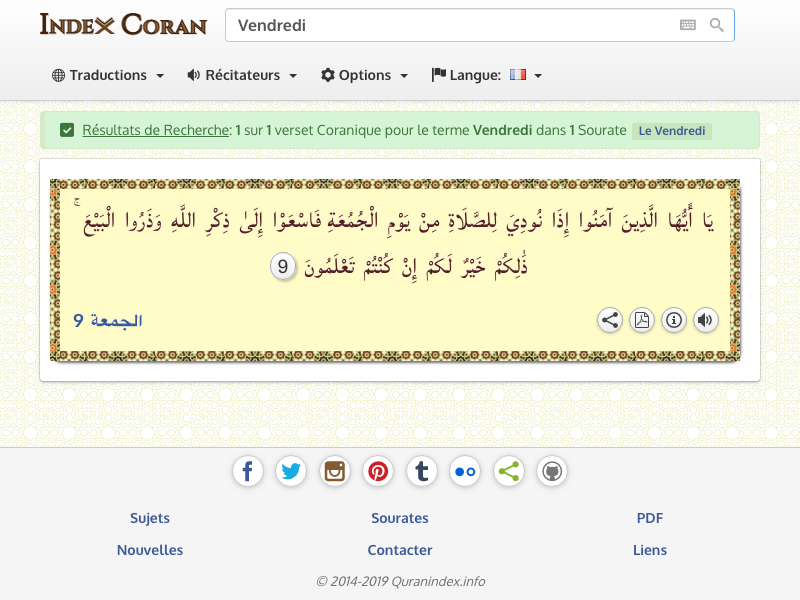 Index Coran
Vendredi
Traductions Récitateurs Options Langue:
Résultats de Recherche: 1 sur 1 verset Coranique pour le terme Vendredi dans 1 Sourate Le Vendredi
يَا أَيُّهَا الَّذِينَ آمَنُوا إِذَا نُودِيَ لِلصَّلَاةِ مِنْ يَوْمِ الْجُمُعَةِ فَاسْعَوْا إِلَىٰ ذِكْرِ اللَّهِ وَذَرُوا الْبَيْعَ ۚ
ذَٰلِكُمْ خَيْرٌ لَكُمْ إِنْ كُنْتُمْ تَعْلَمُونَ 9
الجمعة 9
Sujets Sourates PDF
Nouvelles Contacter Liens
© 2014-2019 Quranindex.info